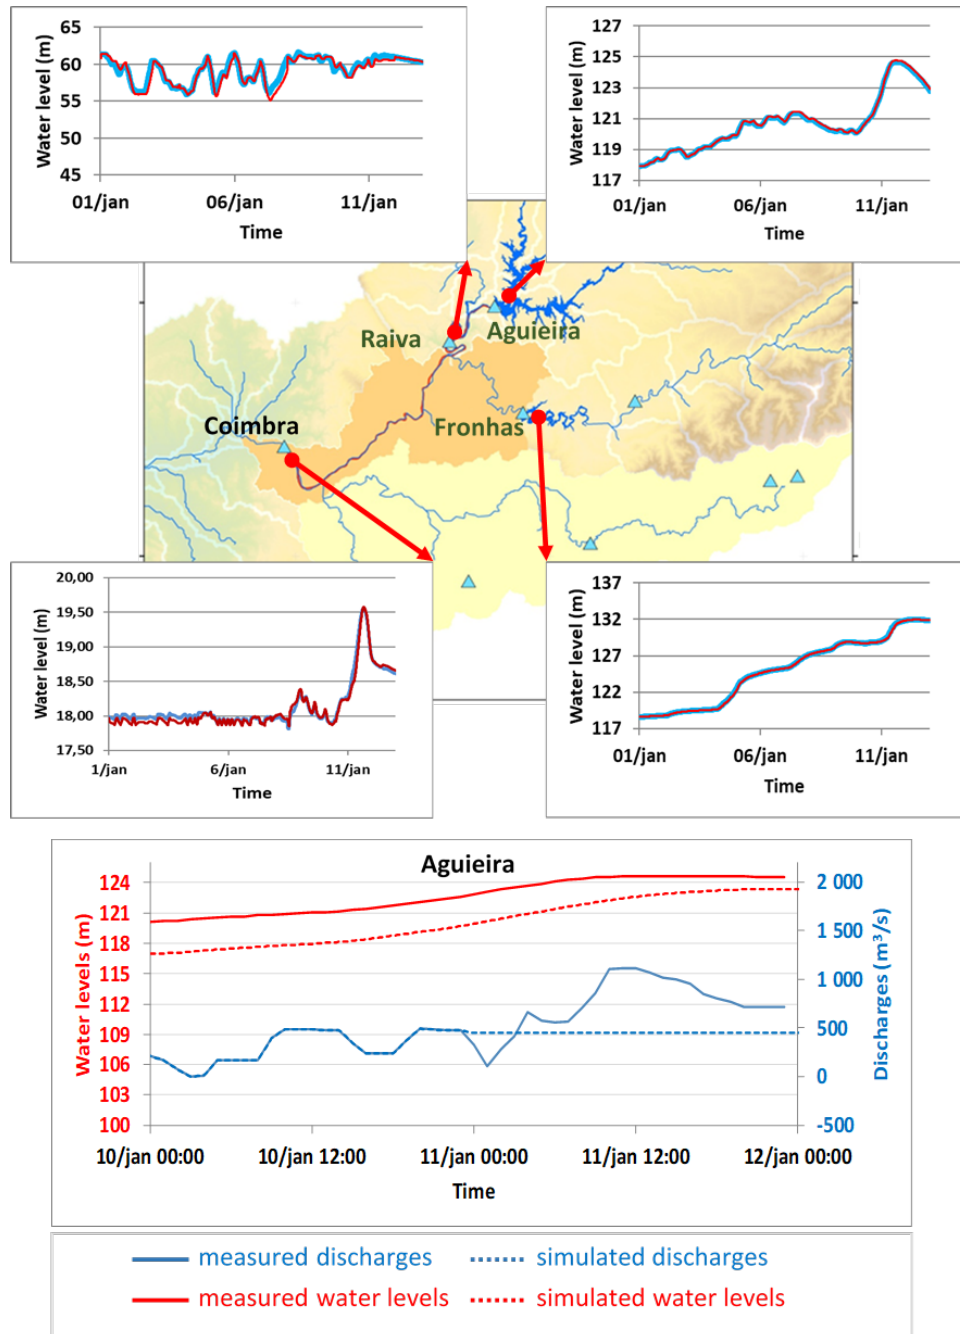 65
60
55
50
45
Water level (m)
01/jan 06/jan 11/jan
Time
127
125
123
121
119
117
Water level (m)
01/jan 06/jan 11/jan
Time
Raiva
Aguieira
Coimbra
Fronhas
20,00
19,50
19,00
18,50
18,00
17,50
Water level (m)
1/jan 6/jan 11/jan
Time
137
132
127
122
117
Water level (m)
01/jan 06/jan 11/jan
Time
Aguieira
124
121
118
115
112
109
106
103
100
Water levels (m)
2 000
1 500
1 000
500
0
-500
Discharges (m³/s)
10/jan 00:00 10/jan 12:00 11/jan 00:00 11/jan 12:00 12/jan 00:00
Time
measured discharges simulated discharges
measured water levels simulated water levels